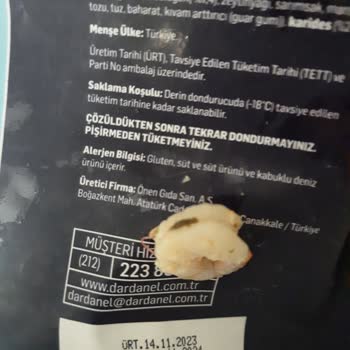 zeytinyağı, sarımsak,
tozu, tuz, baharat, kıvam arttırıcı (guar gum), karides
Menşe Ülke: Türkiye
Üretim Tarihi (ÜRT), Tavsiye Edilen Tüketim Tarihi (TETT) ve
Parti No ambalaj üzerindedir.
Saklama Koşulu: Derin dondurucuda (-18°C) tavsiye edilen
tüketim tarihine kadar saklanabilir.
ÇÖZÜLDÜKTEN SONRA TEKRAR DONDURMAYINIZ.
PİŞİRMEDEN TÜKETMEYİNİZ.
Alerjen Bilgisi: Gluten, süt ve süt ürünü ve kabuklu deniz
ürünü içerir.
Üretici Firma: Önen Gıda San. A.Ş.
Boğazkent Mah. Atatürk Çanakkale / Türkiye
MÜŞTERİ
(212) 223
www.dardanel.com.tr
dardanel@dardanel.com.tr
ÜRT.14.11.2023